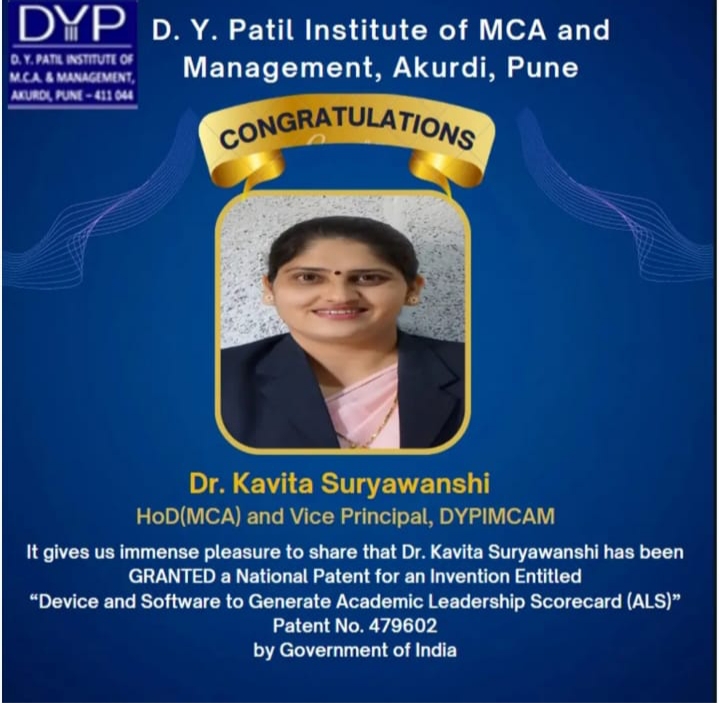 DYP
D. Y. PATIL INSTITUTE OF
M.C.A. & MANAGEMENT,
AKURDI, PUNE – 411 044
D. Y. Patil Institute of MCA and
Management, Akurdi, Pune
CONGRATULATIONS
Dr. Kavita Suryawanshi
HoD(MCA) and Vice Principal, DYPIMCAM
It gives us immense pleasure to share that Dr. Kavita Suryawanshi has been
GRANTED a National Patent for an Invention Entitled
“Device and Software to Generate Academic Leadership Scorecard (ALS)”
Patent No. 479602
by Government of India